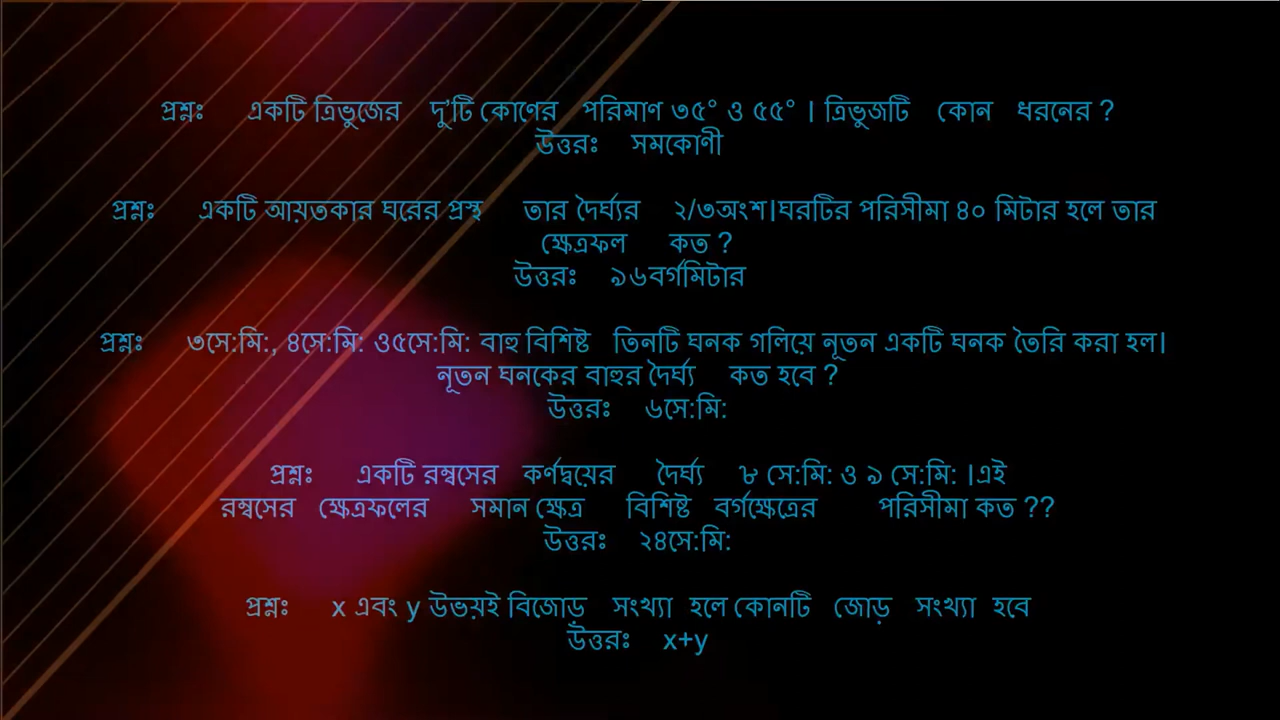 প্রশ্নঃ একটি ত্রিভুজের দু'টি কোণের পরিমাণ ৩৫° ও ৫৫° । ত্রিভুজটি কোন ধরনের ?
উত্তরঃ সমকোণী
প্রশ্নঃ একটি আয়তকার ঘরের প্রস্থ তার দৈর্ঘ্যর ২/৩অংশ।ঘরটির পরিসীমা ৪০ মিটার হলে তার
ক্ষেত্রফল কত ?
উত্তরঃ ৯৬বর্গমিটার
প্রশ্নঃ ৩সে:মি:, ৪সে:মি: ও৫সে:মি: বাহু বিশিষ্ট তিনটি ঘনক গলিয়ে নূতন একটি ঘনক তৈরি করা হল।
নূতন ঘনকের বাহুর দৈর্ঘ্য কত হবে ?
উত্তরঃ ৬সে:মি:
প্রশ্নঃ একটি রম্বসের কর্ণদ্বয়ের দৈর্ঘ্য ৮ সে:মি: ও ৯ সে:মি: ।এই
রম্বসের ক্ষেত্রফলের সমান ক্ষেত্র বিশিষ্ট বর্গক্ষেত্রের পরিসীমা কত ??
উত্তরঃ ২৪সে:মি:
প্রশ্নঃ x এবং y উভয়ই বিজোড় সংখ্যা হলে কোনটি জোড় সংখ্যা হবে
উত্তরঃ x+y